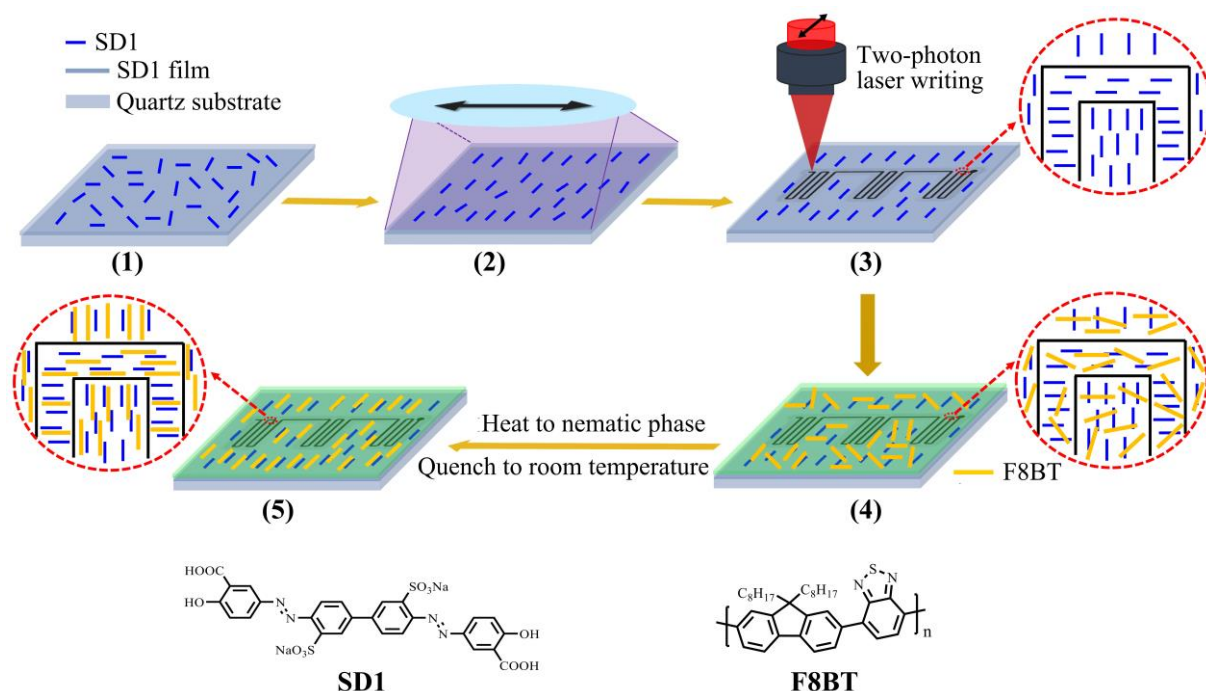 SD1
SD1 film
Quartz substrate
Two-photon
laser writing
(1)
(2)
(3)
Heat to nematic phase
Quench to room temperature
F8BT
(5)
(4)
HOOC
HO
N
N
SO₃Na
NaO₃S
N
N
OH
COOH
SD1
C₈H₁₇
C₈H₁₇
N
S
N
n
F8BT